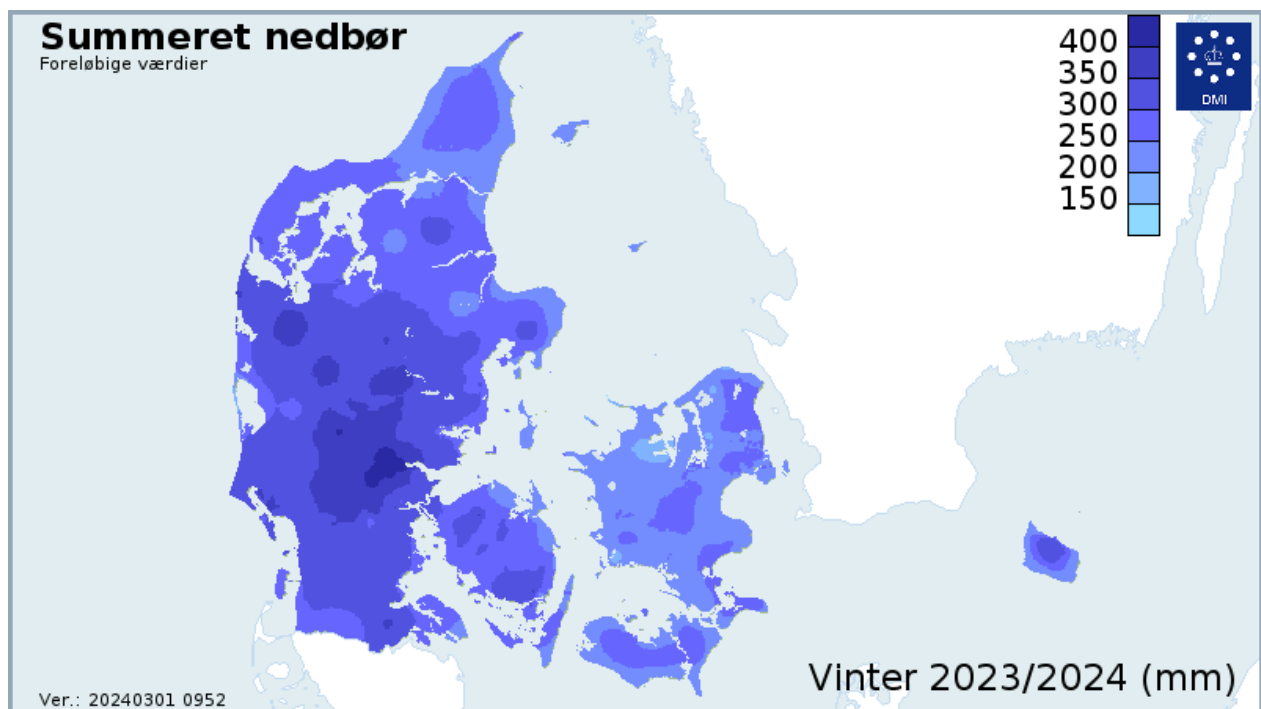 Summeret nedbør
Foreløbige værdier
400
350
300
250
200
150
DMI
Vinter 2023/2024 (mm)
Ver.: 20240301 0952